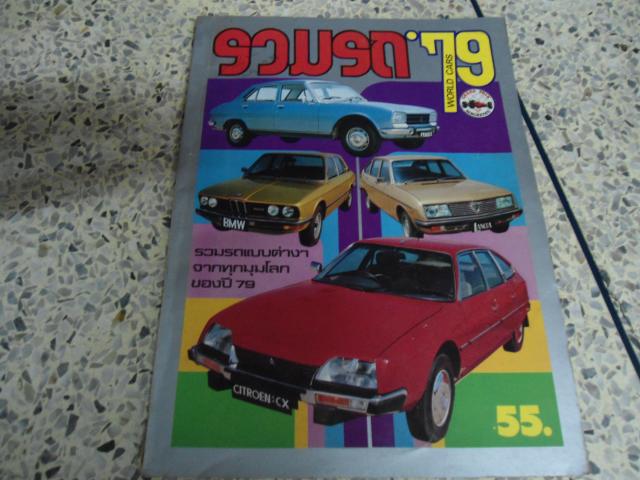 รวมรถ'79
WORLD CARS
BMW
LANCIA
รวมรถแบบต่างๆ
จากทุกมุมโลก
ของปี 79
CITROEN:CX
55.